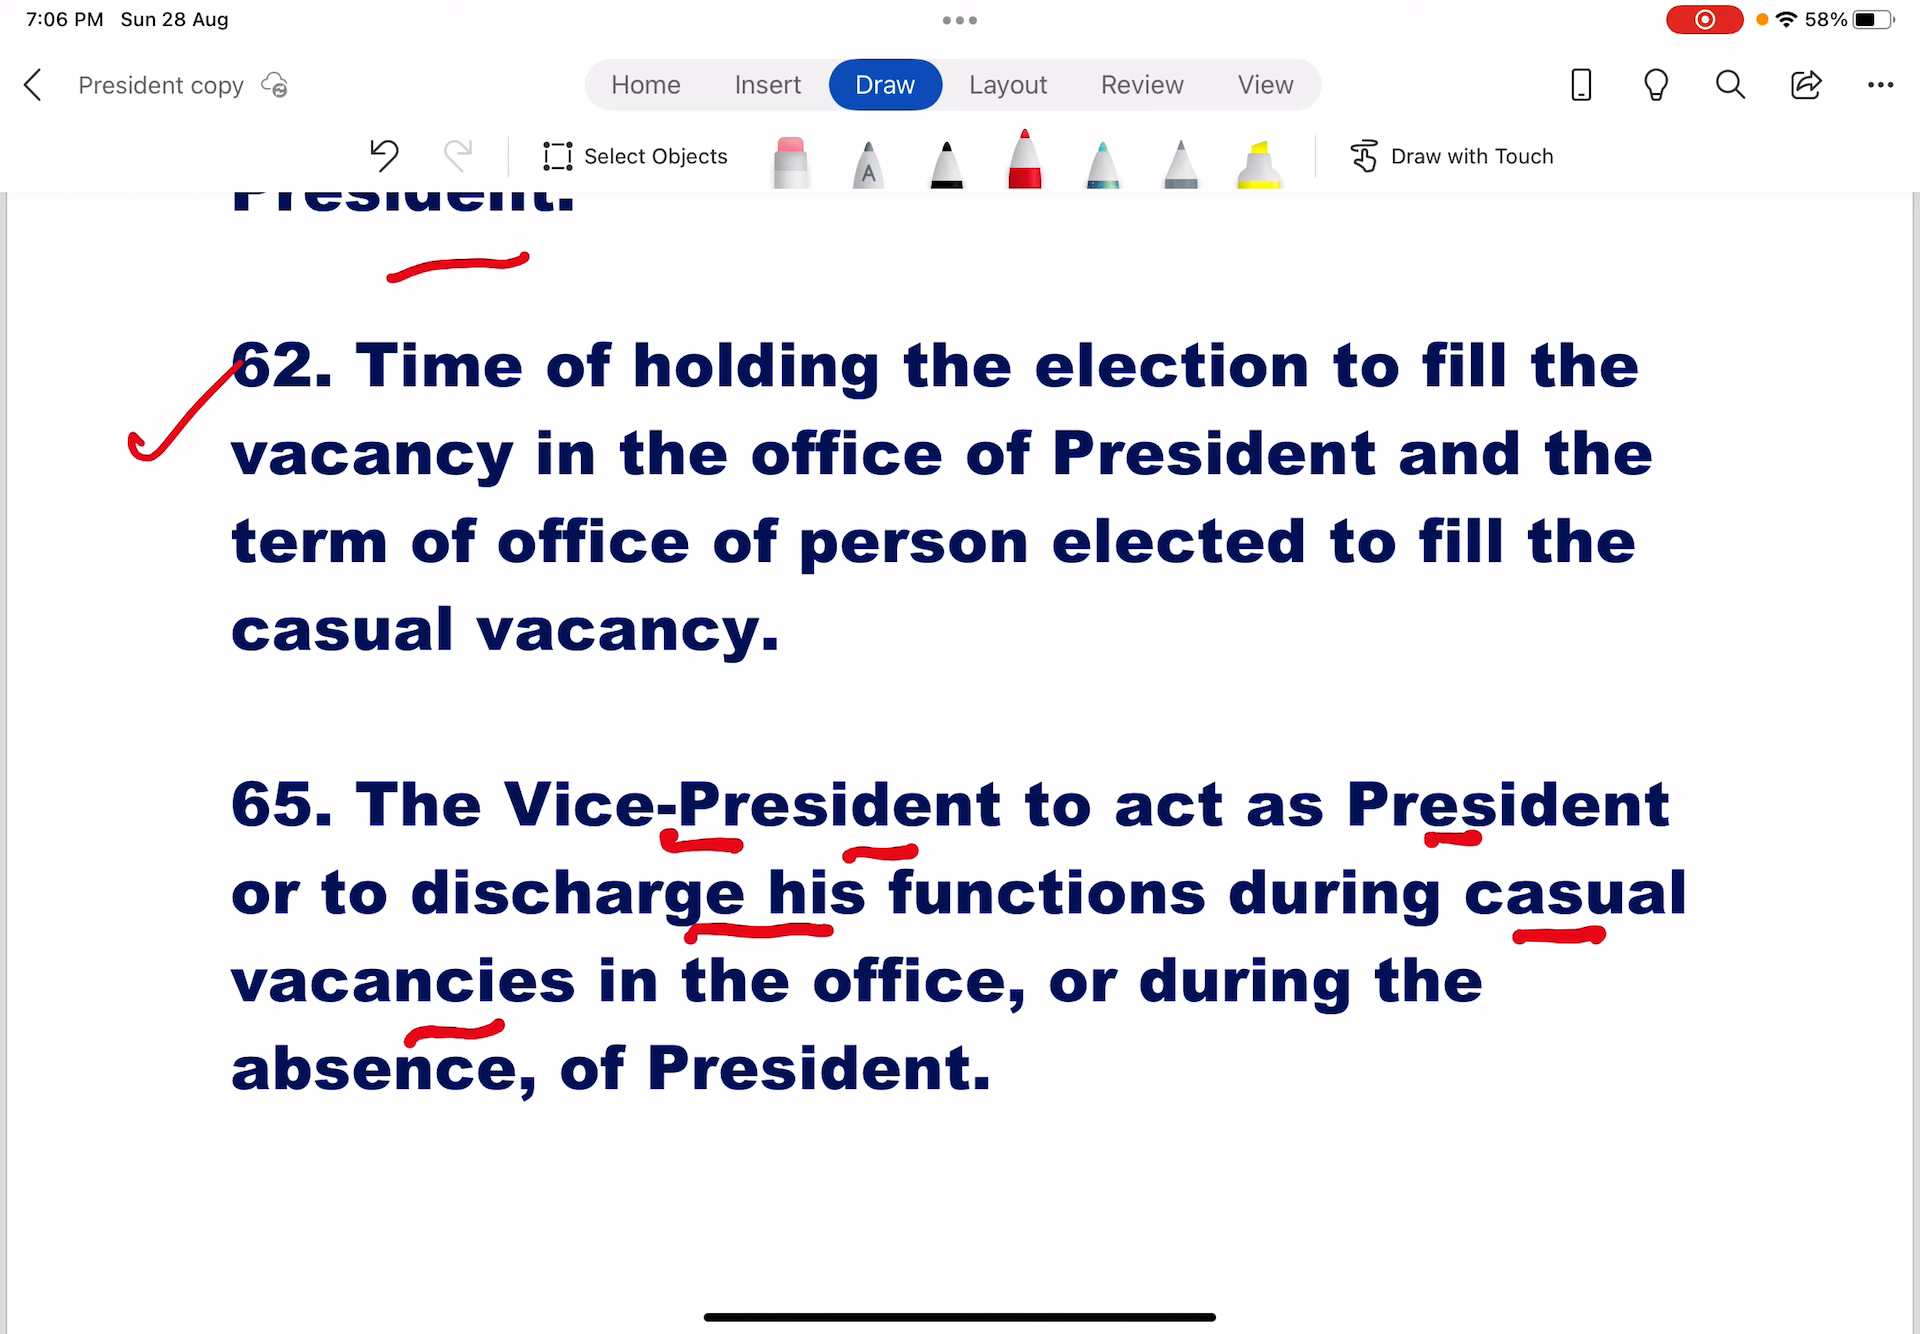 7:06 PM Sun 28 Aug
58%
President copy
Home Insert Draw Layout Review View
Select Objects
A
Draw with Touch
President.
62. Time of holding the election to fill the
vacancy in the office of President and the
term of office of person elected to fill the
casual vacancy.
65. The Vice-President to act as President
or to discharge his functions during casual
vacancies in the office, or during the
absence, of President.